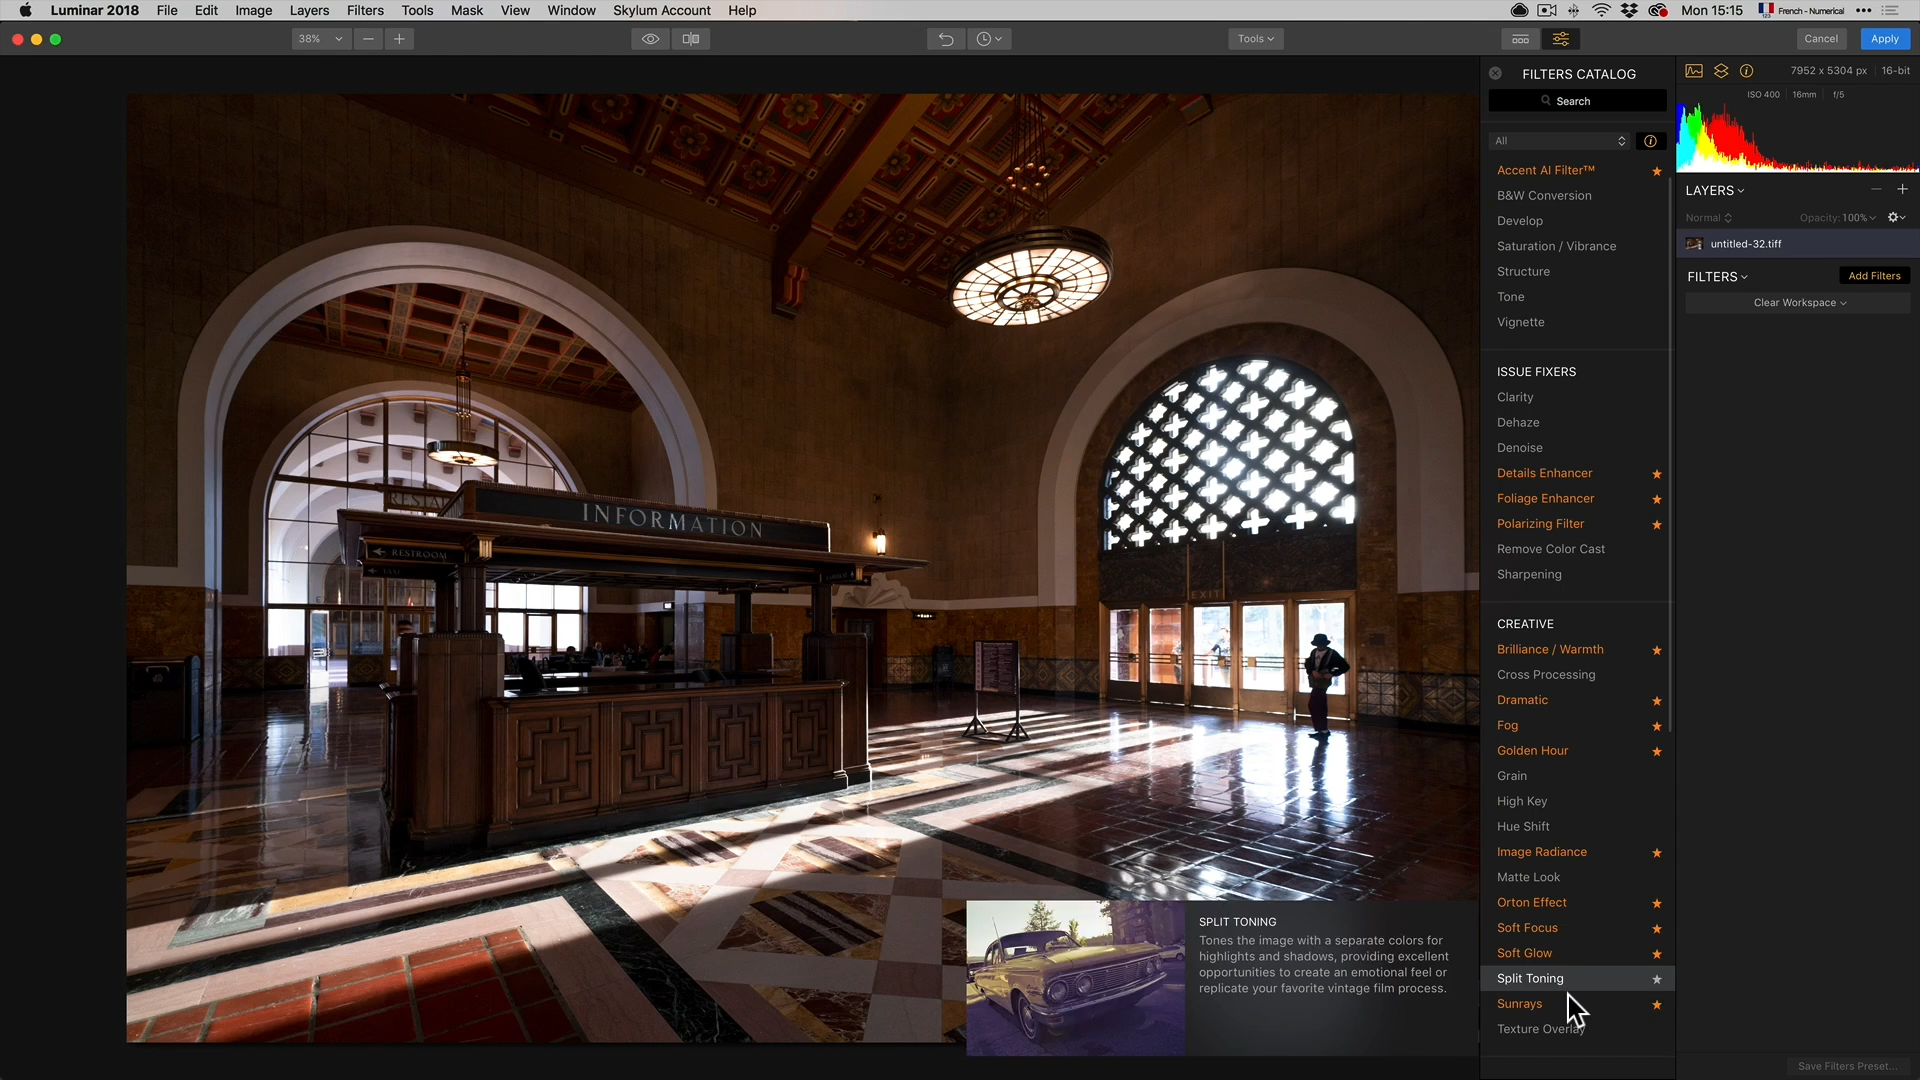 Luminar 2018 File Edit Image Layers Filters Tools Mask View Window Skylum Account Help Mon 15:15 French - Numerical
38% Tools Cancel Apply
FILTERS CATALOG
Search
All
Accent AI Filter™
B&W Conversion
Develop
Saturation / Vibrance
Structure
Tone
Vignette
ISSUE FIXERS
Clarity
Dehaze
Denoise
Details Enhancer
Foliage Enhancer
Polarizing Filter
Remove Color Cast
Sharpening
CREATIVE
Brilliance / Warmth
Cross Processing
Dramatic
Fog
Golden Hour
Grain
High Key
Hue Shift
Image Radiance
Matte Look
Orton Effect
Soft Focus
Soft Glow
Split Toning
Sunrays
Texture Overlay
7952 x 5304 px 16-bit
ISO 400 16mm f/5
LAYERS
Normal Opacity: 100%
untitled-32.tiff
FILTERS Add Filters
Clear Workspace
Save Filters Preset...
INFORMATION
RESTROOM
EXIT
SPLIT TONING
Tones the image with a separate colors for
highlights and shadows, providing excellent
opportunities to create an emotional feel or
replicate your favorite vintage film process.